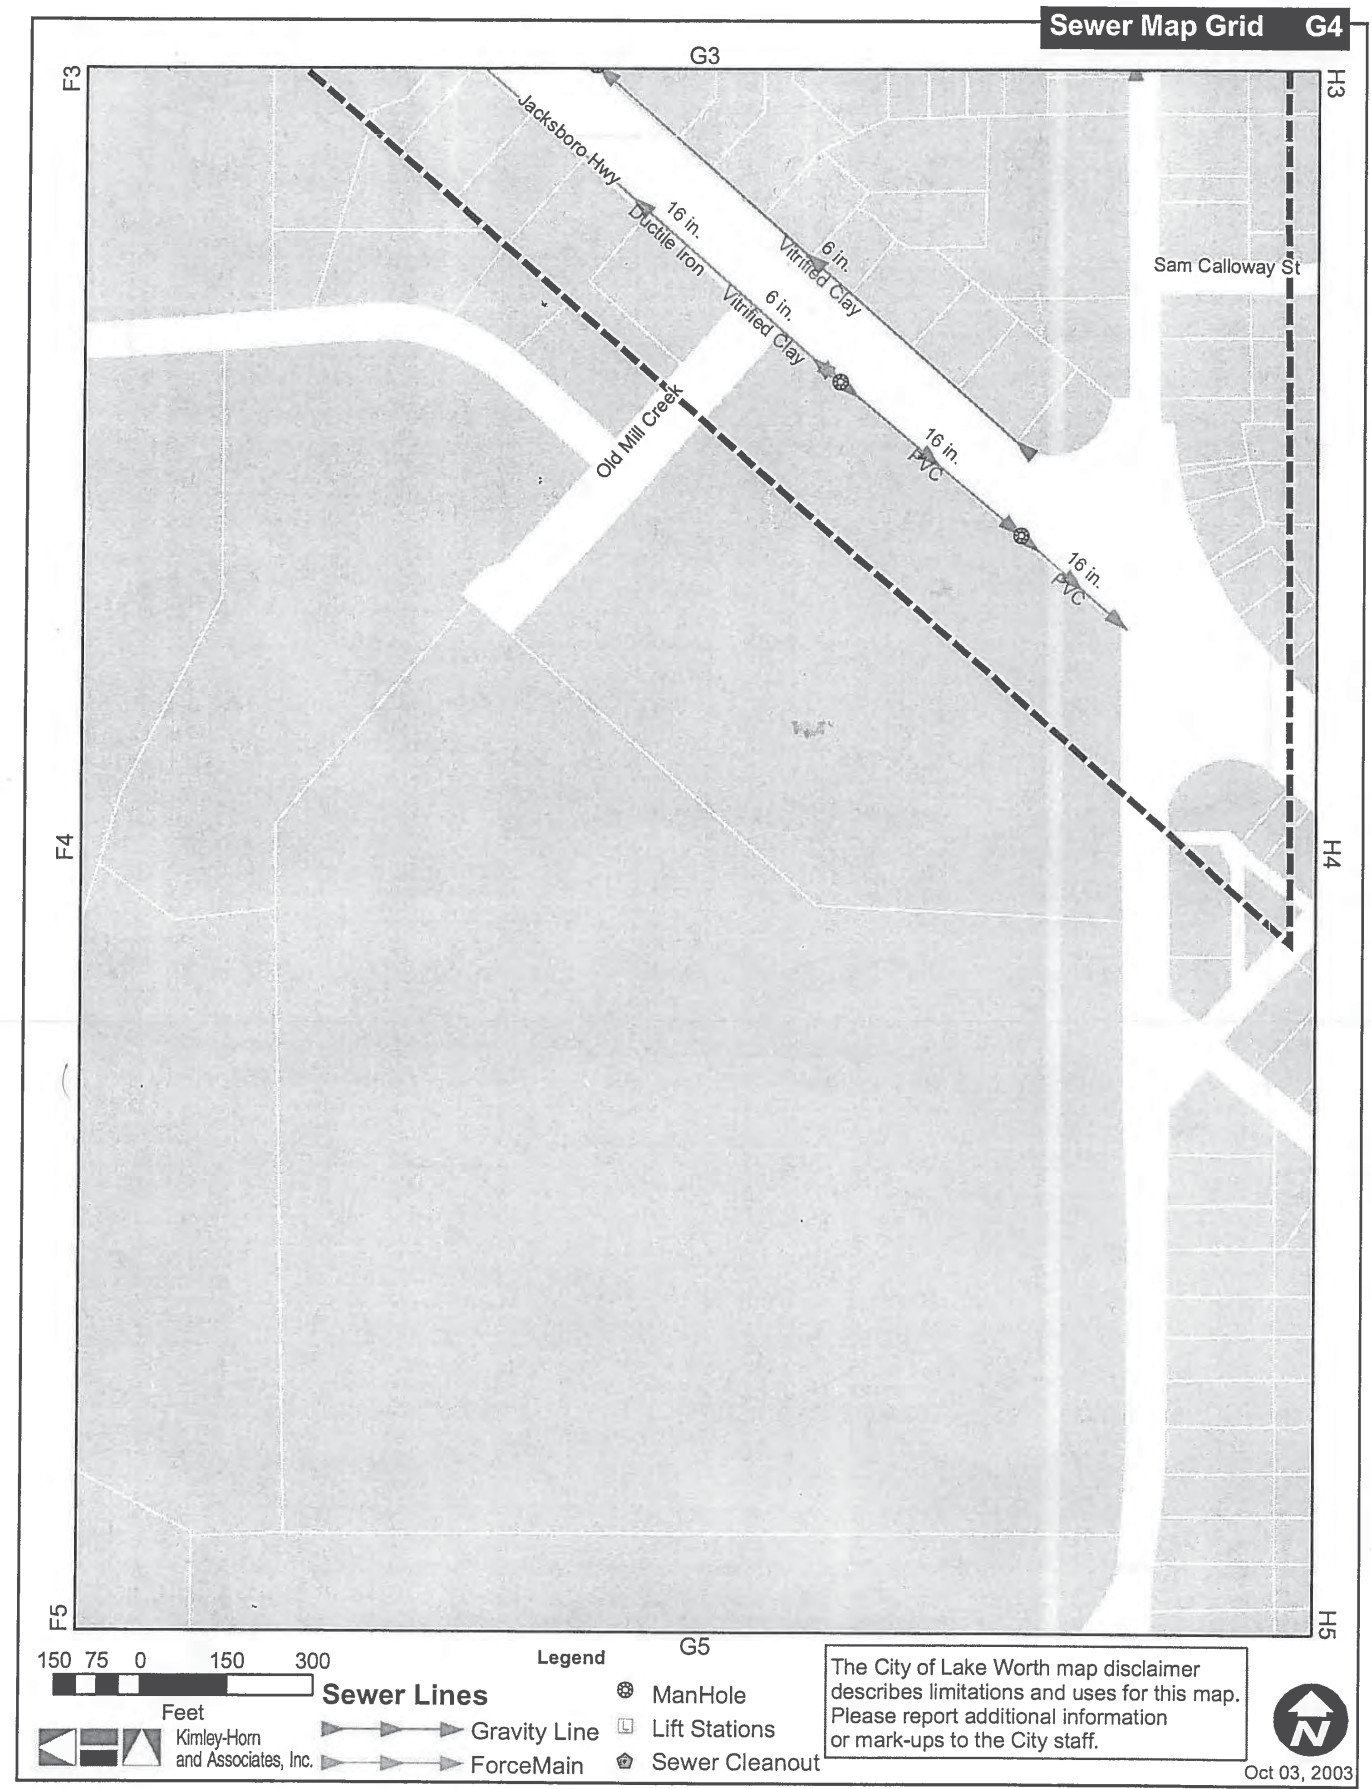 Sewer Map Grid G4
G3
F3
H3
Jacksboro Hwy
16 in.
Ductile Iron
6 in.
Vitrified Clay
6 in.
Vitrified Clay
Sam Calloway St
Old Mill Creek
16 in.
PVC
16 in.
PVC
F4
H4
F5
H5
G5
150 75 0 150 300
Feet
Kimley-Horn
and Associates, Inc.
Legend
Sewer Lines
Gravity Line
ForceMain
ManHole
L Lift Stations
Sewer Cleanout
The City of Lake Worth map disclaimer
describes limitations and uses for this map.
Please report additional information
or mark-ups to the City staff.
N
Oct 03, 2003